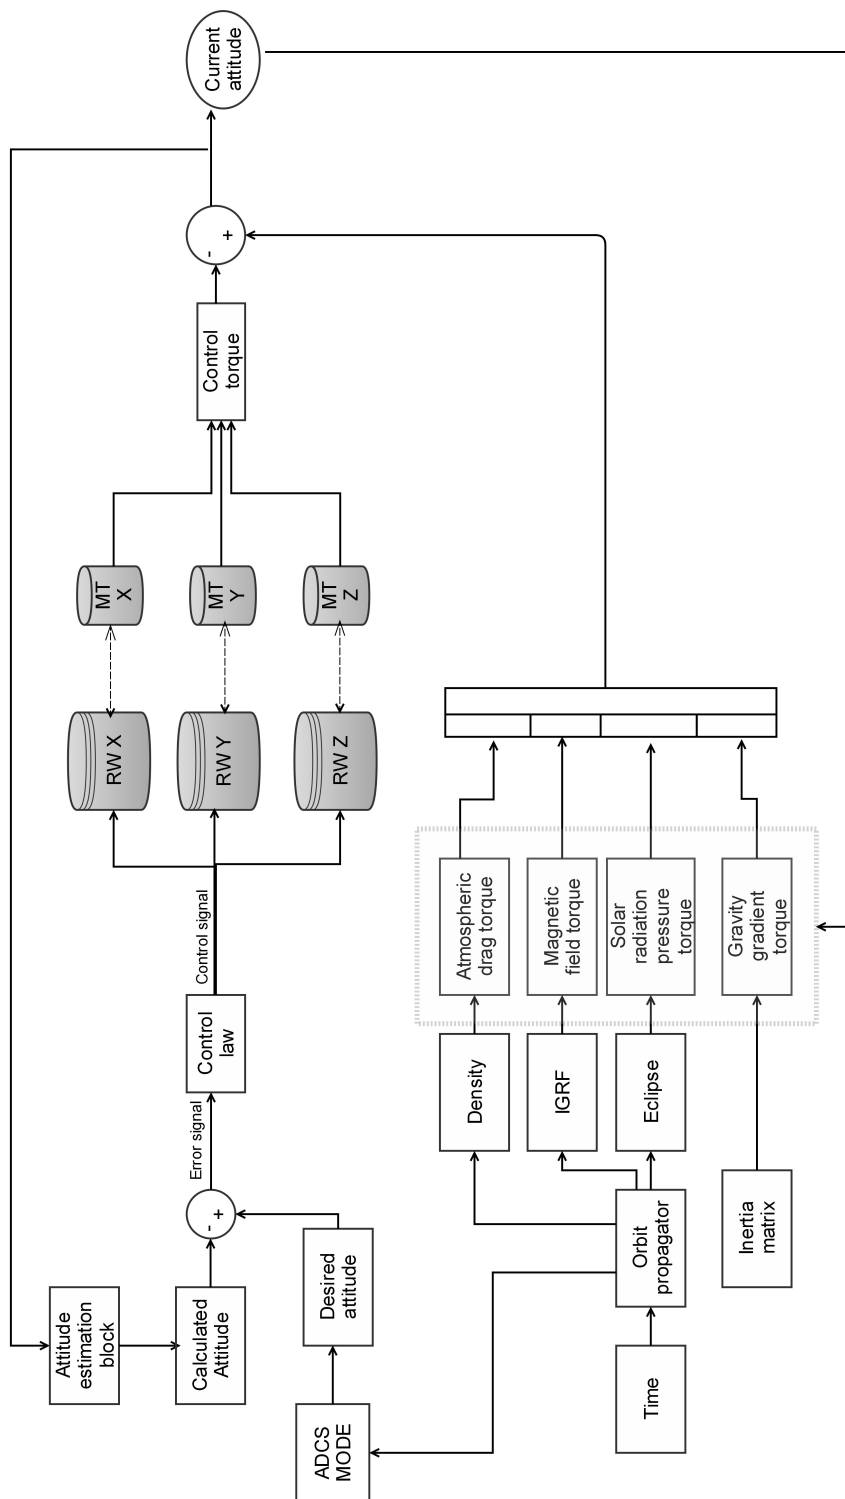 Attitude
estimation
block
Calculated
Attitude
-
+
Error signal
Control
law
Control signal
RW X
RW Y
RW Z
MT
X
MT
Y
MT
Z
Control
torque
-
+
Current
attitude
ADCS
MODE
Desired
attitude
Time
Orbit
propagator
Density
IGRF
Eclipse
Inertia
matrix
Atmospheric
drag torque
Magnetic
field torque
Solar
radiation
pressure
torque
Gravity
gradient
torque